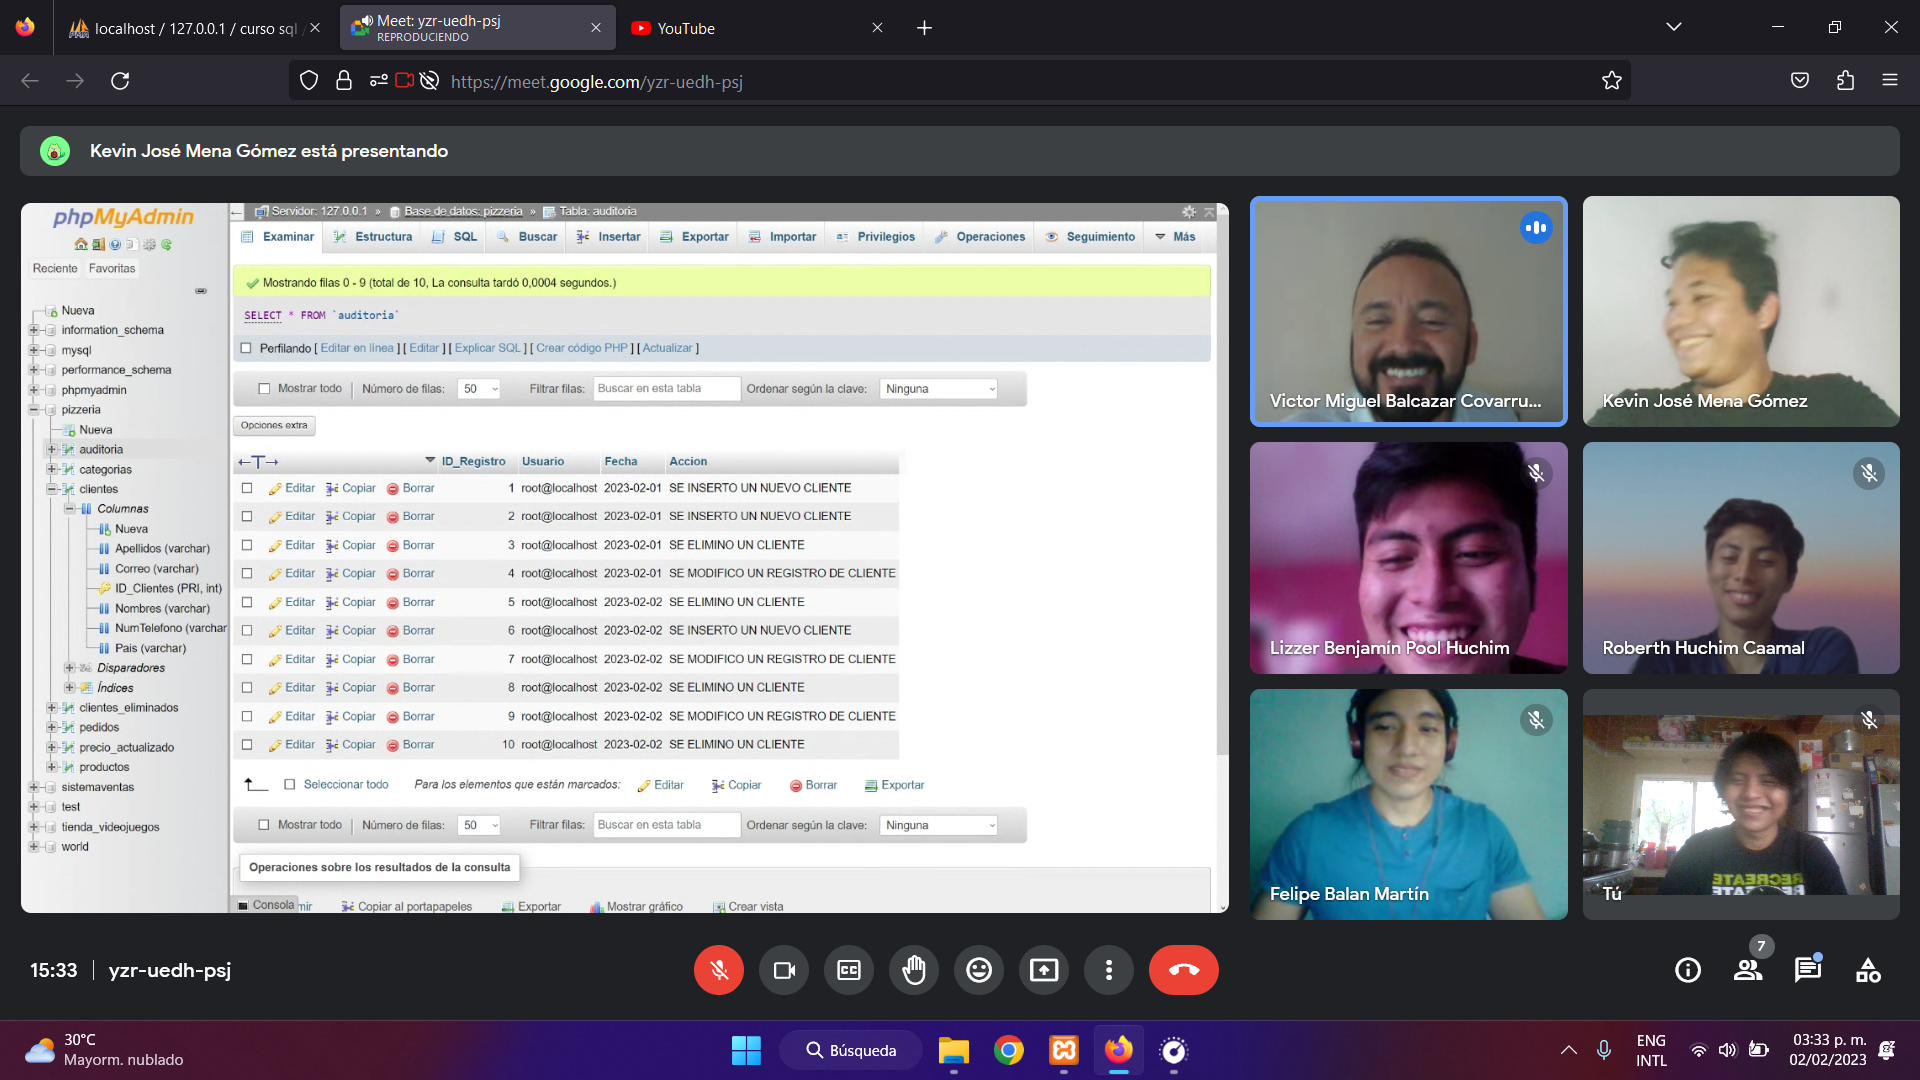 localhost / 127.0.0.1 / curso sql /
Meet: yzr-uedh-psj
REPRODUCIENDO
YouTube
https://meet.google.com/yzr-uedh-psj
Kevin José Mena Gómez está presentando
phpMyAdmin
Reciente Favoritas
Nueva
information_schema
mysql
performance_schema
phpmyadmin
pizzeria
Nueva
auditoria
categorias
clientes
Columnas
Nueva
Apellidos (varchar)
Correo (varchar)
ID_Clientes (PRI, int)
Nombres (varchar)
NumTelefono (varchar
Pais (varchar)
Disparadores
Índices
clientes_eliminados
pedidos
precio_actualizado
productos
sistemaventas
test
tienda_videojuegos
world
Servidor: 127.0.0.1 » Base de datos: pizzeria » Tabla: auditoria
Examinar Estructura SQL Buscar Insertar Exportar Importar Privilegios Operaciones Seguimiento Más
Mostrando filas 0 - 9 (total de 10, La consulta tardó 0,0004 segundos.)
SELECT * FROM `auditoria`
Perfilando [ Editar en línea ] [ Editar ] [ Explicar SQL ] [ Crear código PHP ] [ Actualizar ]
Mostrar todo Número de filas: 50 Filtrar filas: Buscar en esta tabla Ordenar según la clave: Ninguna
Opciones extra
←T→ ID_Registro Usuario Fecha Accion
Editar Copiar Borrar 1 root@localhost 2023-02-01 SE INSERTO UN NUEVO CLIENTE
Editar Copiar Borrar 2 root@localhost 2023-02-01 SE INSERTO UN NUEVO CLIENTE
Editar Copiar Borrar 3 root@localhost 2023-02-01 SE ELIMINO UN CLIENTE
Editar Copiar Borrar 4 root@localhost 2023-02-01 SE MODIFICO UN REGISTRO DE CLIENTE
Editar Copiar Borrar 5 root@localhost 2023-02-02 SE ELIMINO UN CLIENTE
Editar Copiar Borrar 6 root@localhost 2023-02-02 SE INSERTO UN NUEVO CLIENTE
Editar Copiar Borrar 7 root@localhost 2023-02-02 SE MODIFICO UN REGISTRO DE CLIENTE
Editar Copiar Borrar 8 root@localhost 2023-02-02 SE ELIMINO UN CLIENTE
Editar Copiar Borrar 9 root@localhost 2023-02-02 SE MODIFICO UN REGISTRO DE CLIENTE
Editar Copiar Borrar 10 root@localhost 2023-02-02 SE ELIMINO UN CLIENTE
Seleccionar todo Para los elementos que están marcados: Editar Copiar Borrar Exportar
Mostrar todo Número de filas: 50 Filtrar filas: Buscar en esta tabla Ordenar según la clave: Ninguna
Operaciones sobre los resultados de la consulta
Consola mir Copiar al portapapeles Exportar Mostrar gráfico Crear vista
Victor Miguel Balcazar Covarru...
Kevin José Mena Gómez
Lizzer Benjamín Pool Huchim
Roberth Huchim Caamal
Felipe Balan Martín
RECREATE
Tú
15:33 yzr-uedh-psj
7
30°C
Mayorm. nublado
Búsqueda
ENG
INTL
03:33 p. m.
02/02/2023